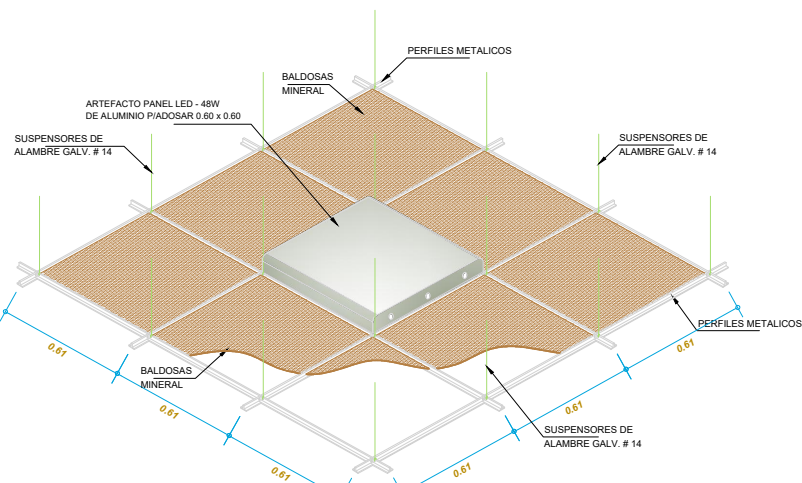 PERFILES METALICOS
BALDOSAS
MINERAL
ARTEFACTO PANEL LED - 48W
DE ALUMINIO P/ADOSAR 0.60 x 0.60
SUSPENSORES DE
ALAMBRE GALV. # 14
SUSPENSORES DE
ALAMBRE GALV. # 14
PERFILES METALICOS
0.61
0.61
BALDOSAS
MINERAL
0.61
0.61
SUSPENSORES DE
ALAMBRE GALV. # 14
0.61
0.61